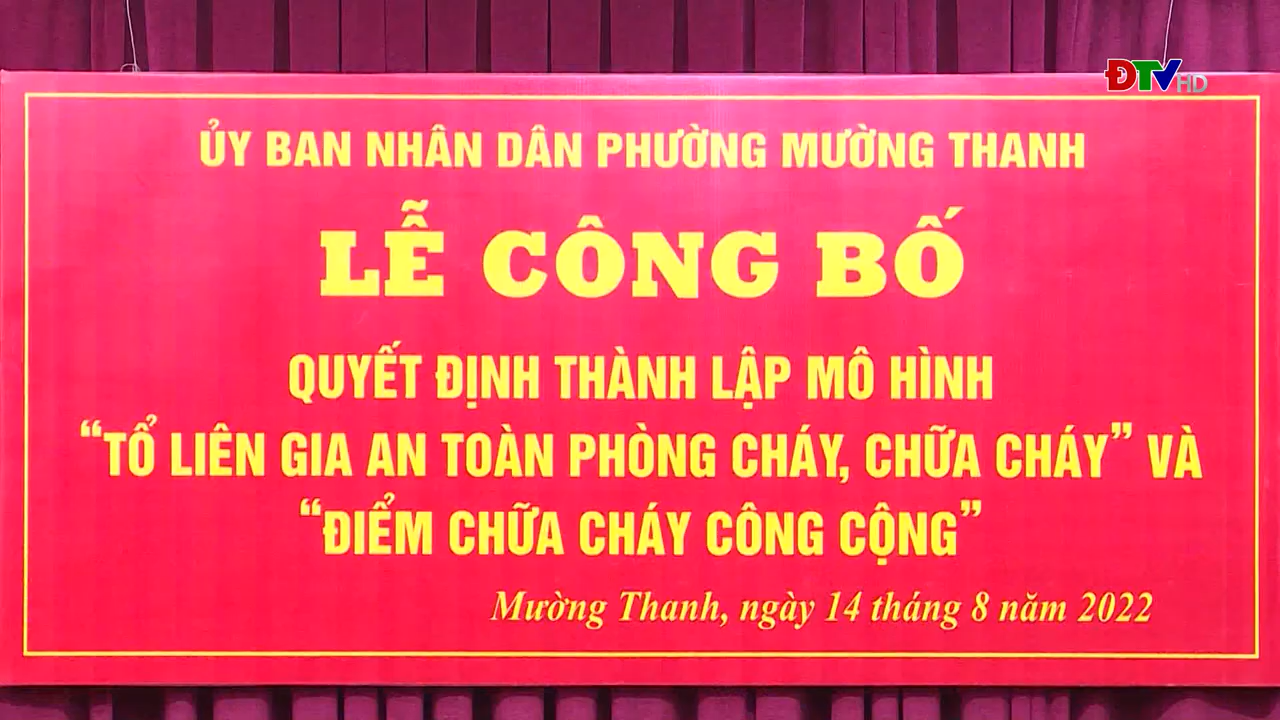 ĐTV HD
ỦY BAN NHÂN DÂN PHƯỜNG MƯỜNG THANH
LỄ CÔNG BỐ
QUYẾT ĐỊNH THÀNH LẬP MÔ HÌNH
“TỔ LIÊN GIA AN TOÀN PHÒNG CHÁY, CHỮA CHÁY” VÀ
“ĐIỂM CHỮA CHÁY CÔNG CỘNG”
Mường Thanh, ngày 14 tháng 8 năm 2022